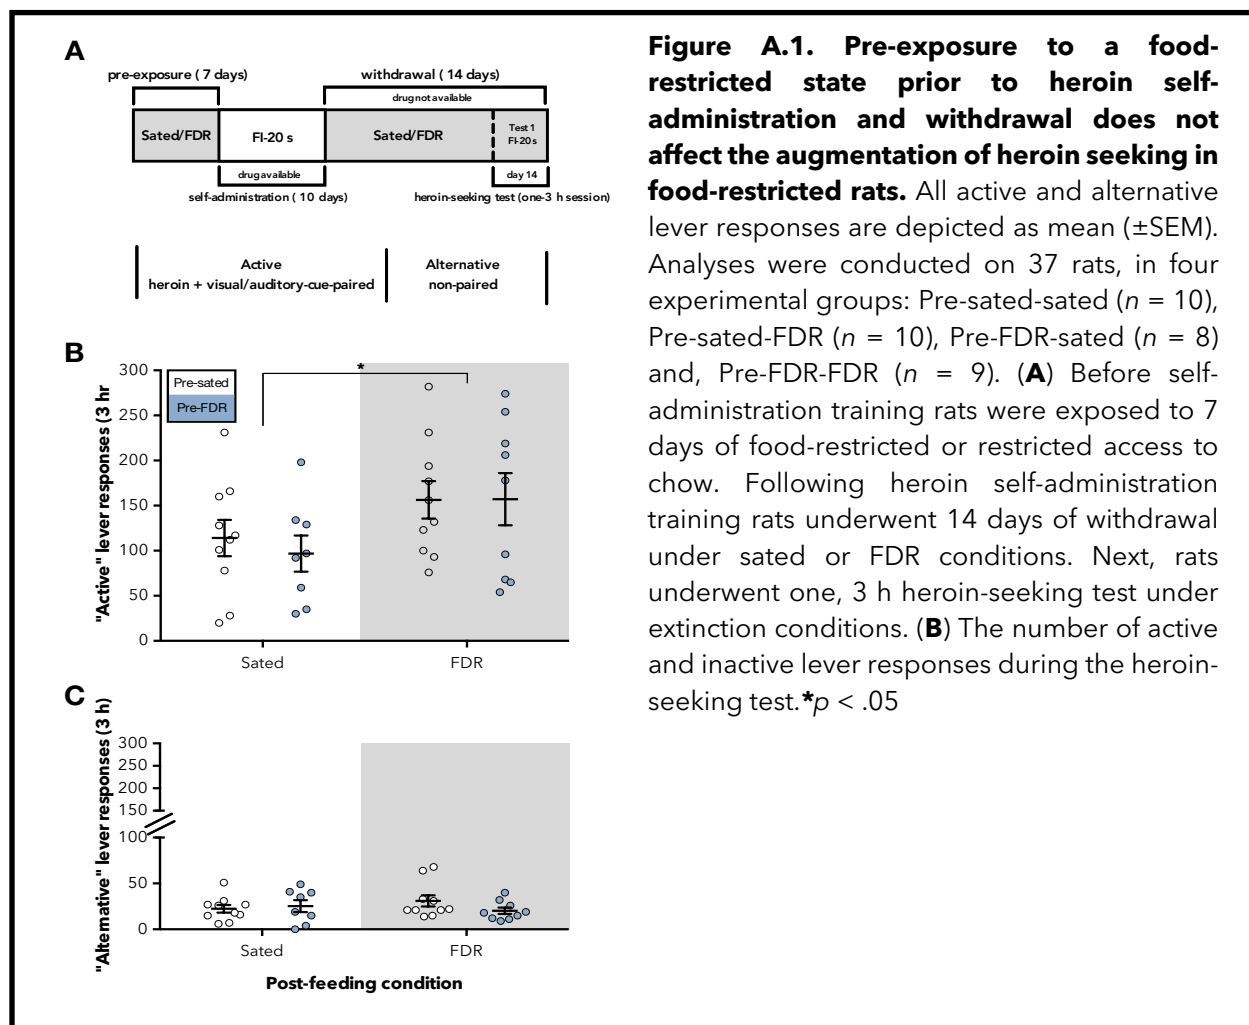 A
pre-exposure ( 7 days)
withdrawal ( 14 days)
drug not available
Sated/FDR
FI-20 s
Sated/FDR
Test 1
FI-20 s
drug available
day 14
self-administration ( 10 days)
heroin-seeking test (one-3 h session)
Active
heroin + visual/auditory-cue-paired
Alternative
non-paired
B
"Active" lever responses (3 hr
300
250
200
150
100
50
0
Pre-sated
Pre-FDR
*
Sated
FDR
C
"Alternative" lever responses (3 h)
300
250
200
150
100
50
0
Sated
FDR
Post-feeding condition
Figure A.1. Pre-exposure to a food-
restricted state prior to heroin self-
administration and withdrawal does not
affect the augmentation of heroin seeking in
food-restricted rats. All active and alternative
lever responses are depicted as mean (±SEM).
Analyses were conducted on 37 rats, in four
experimental groups: Pre-sated-sated (n = 10),
Pre-sated-FDR (n = 10), Pre-FDR-sated (n = 8)
and, Pre-FDR-FDR (n = 9). (A) Before self-
administration training rats were exposed to 7
days of food-restricted or restricted access to
chow. Following heroin self-administration
training rats underwent 14 days of withdrawal
under sated or FDR conditions. Next, rats
underwent one, 3 h heroin-seeking test under
extinction conditions. (B) The number of active
and inactive lever responses during the heroin-
seeking test.*p < .05